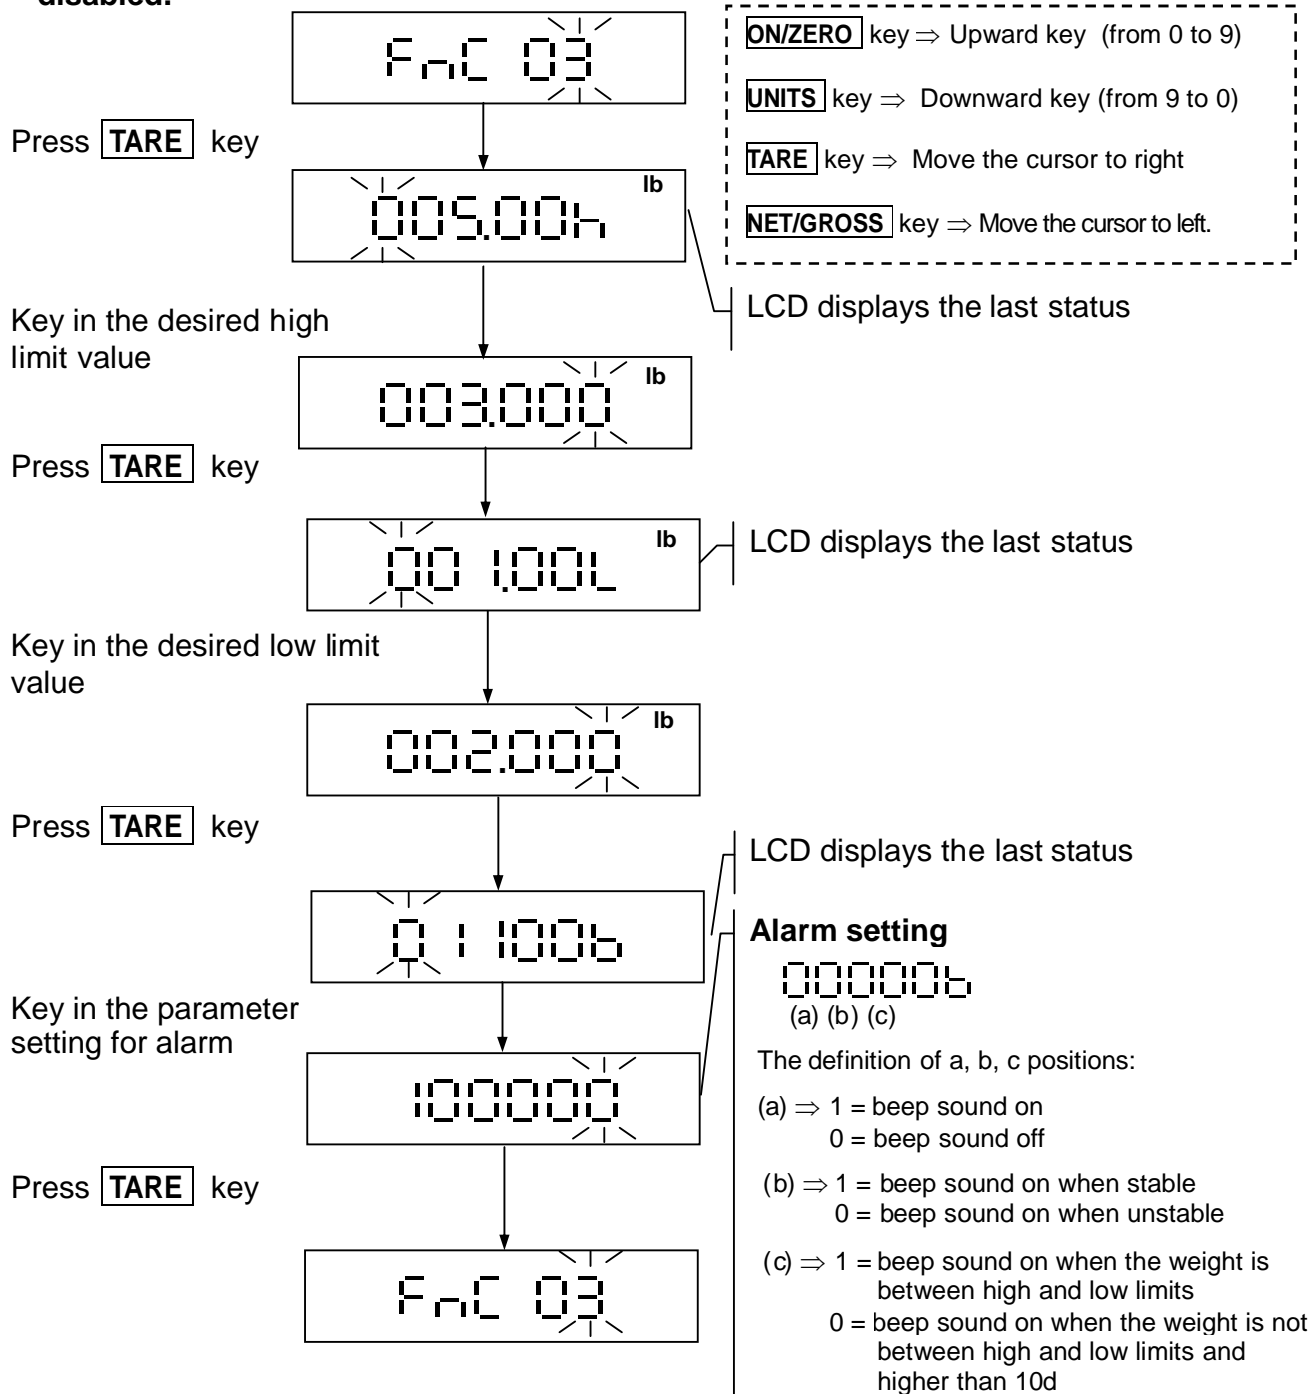 disabled.
FnC 03
ON/ZERO key ⇒ Upward key (from 0 to 9)
UNITS key ⇒ Downward key (from 9 to 0)
TARE key ⇒ Move the cursor to right
NET/GROSS key ⇒ Move the cursor to left.
Press TARE key
lb
005.00h
LCD displays the last status
Key in the desired high
limit value
lb
003.000
Press TARE key
lb
001.00L
LCD displays the last status
Key in the desired low limit
value
lb
002.000
Press TARE key
LCD displays the last status
01100b
Alarm setting
00000b
(a) (b) (c)
Key in the parameter
setting for alarm
100000
The definition of a, b, c positions:
(a) ⇒ 1 = beep sound on
0 = beep sound off
(b) ⇒ 1 = beep sound on when stable
0 = beep sound on when unstable
(c) ⇒ 1 = beep sound on when the weight is
between high and low limits
0 = beep sound on when the weight is not
between high and low limits and
higher than 10d
Press TARE key
FnC 03